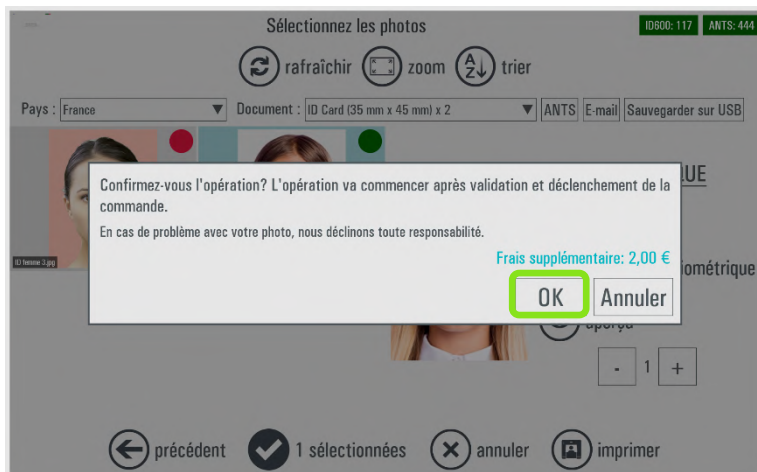 Sélectionnez les photos
ID600: 117 ANTS: 444
rafraîchir zoom A Z trier
Pays : France Document : ID Card (35 mm x 45 mm) x 2 ANTS E-mail Sauvegarder sur USB
UE
Confirmez-vous l'opération? L'opération va commencer après validation et déclenchement de la
commande.
En cas de problème avec votre photo, nous déclinons toute responsabilité.
Frais supplémentaire: 2,00 €
ID femme 3.jpg
iométrique
OK Annuler
aperçu
- 1 +
précédent 1 sélectionnées annuler imprimer